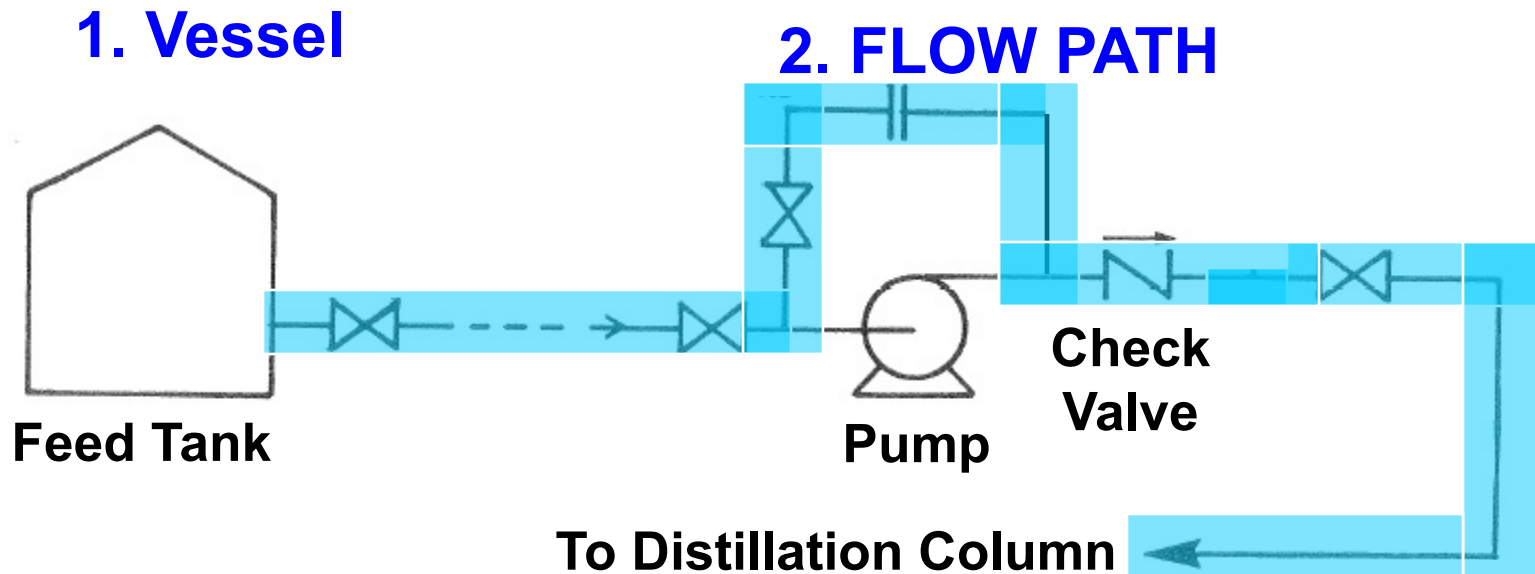 1. Vessel
2. FLOW PATH
Check
Valve
Feed Tank
Pump
To Distillation Column